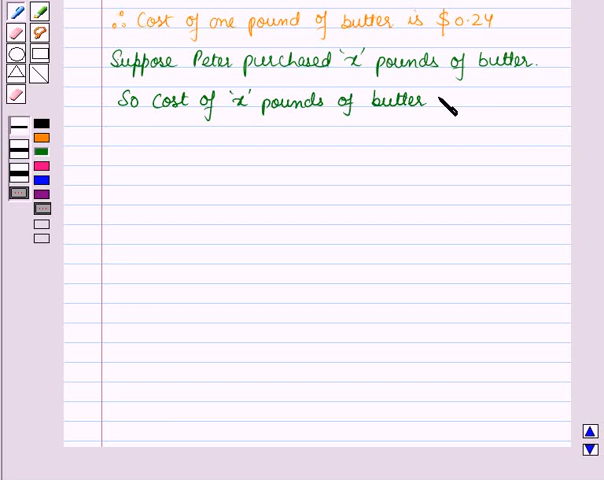 ∴ Cost of one pound of butter is $0.24
Suppose Peter purchased 'x' pounds of butter.
So cost of 'x' pounds of butter